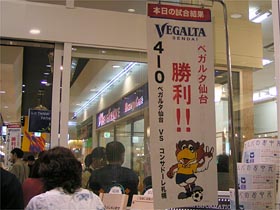 本日の試合結果
VEGALTA
SENDAI
ベガルタ仙台
勝利!!
4-0
ベガルタ仙台 VS コンサドーレ札幌